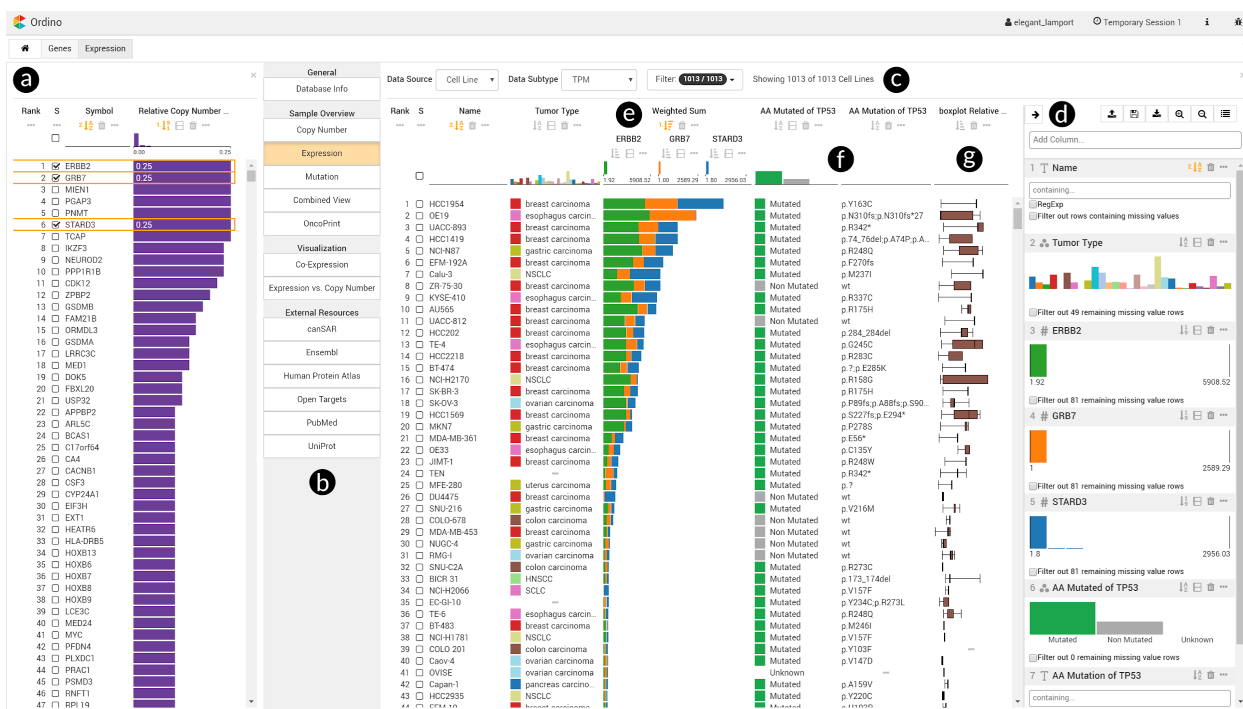 Ordino
elegant_lamport Temporary Session 1 i
Genes Expression
a
Rank S Symbol Relative Copy Number ...
0.00 0.25
1 ERBB2 0.25
2 GRB7 0.25
3 MIEN1
4 PGAP3
5 PNMT
6 STARD3 0.25
7 TCAP
8 IKZF3
9 NEUROD2
10 PPP1R1B
11 CDK12
12 ZPBP2
13 GSDMB
14 FAM21B
15 ORMDL3
16 GSDMA
17 LRRC3C
18 MED1
19 DOK5
20 FBXL20
21 USP32
22 APPBP2
23 ARL5C
24 BCAS1
25 C17orf64
26 CA4
27 CACNB1
28 CSF3
29 CYP24A1
30 EIF3H
31 EXT1
32 HEATR6
33 HLA-DRB5
34 HOXB13
35 HOXB6
36 HOXB7
37 HOXB8
38 HOXB9
39 LCE3C
40 MED24
41 MYC
42 PFDN4
43 PLXDC1
44 PRAC1
45 PSMD3
46 RNFT1
47 RPL19
General
Database Info
Sample Overview
Copy Number
Expression
Mutation
Combined View
OncoPrint
Visualization
Co-Expression
Expression vs. Copy Number
External Resources
canSAR
Ensembl
Human Protein Atlas
Open Targets
PubMed
UniProt
b
Data Source Cell Line Data Subtype TPM Filter: 1013 / 1013 Showing 1013 of 1013 Cell Lines c
Rank S Name Tumor Type e Weighted Sum AA Mutated of TP53 AA Mutation of TP53 boxplot Relative ...
ERBB2 GRB7 STARD3
f g
1.92 5908.52 1.00 2589.29 1.80 2956.03
1 HCC1954 breast carcinoma Mutated p.Y163C
2 OE19 esophagus carcin... Mutated p.N310fs;p.N310fs*27
3 UACC-893 breast carcinoma Mutated p.R342*
4 HCC1419 breast carcinoma Mutated p.74_76del;p.A74P;p.A...
5 NCI-N87 gastric carcinoma Mutated p.R248Q
6 EFM-192A breast carcinoma Mutated p.F270fs
7 Calu-3 NSCLC Mutated p.M237I
8 ZR-75-30 breast carcinoma Non Mutated wt
9 KYSE-410 esophagus carcin... Mutated p.R337C
10 AU565 breast carcinoma Mutated p.R175H
11 UACC-812 breast carcinoma Non Mutated wt
12 HCC202 breast carcinoma Mutated p.284_284del
13 TE-4 esophagus carcin... Mutated p.G245C
14 HCC2218 breast carcinoma Mutated p.R283C
15 BT-474 breast carcinoma Mutated p.?;p.E285K
16 NCI-H2170 NSCLC Mutated p.R158G
17 SK-BR-3 breast carcinoma Mutated p.R175H
18 SK-OV-3 ovarian carcinoma Mutated p.P89fs;p.A88fs;p.S90...
19 HCC1569 breast carcinoma Mutated p.S227fs;p.E294*
20 MKN7 gastric carcinoma Mutated p.P278S
21 MDA-MB-361 breast carcinoma Mutated p.E56*
22 OE33 esophagus carcin... Mutated p.C135Y
23 JIMT-1 breast carcinoma Mutated p.R248W
24 TEN Mutated p.R342*
25 MFE-280 uterus carcinoma Mutated p.?
26 DU4475 breast carcinoma Non Mutated wt
27 SNU-216 gastric carcinoma Mutated p.V216M
28 COLO-678 colon carcinoma Non Mutated wt
29 MDA-MB-453 breast carcinoma Non Mutated wt
30 NUGC-4 gastric carcinoma Non Mutated wt
31 RMG-I ovarian carcinoma Non Mutated wt
32 SNU-C2A colon carcinoma Mutated p.R273C
33 BICR 31 HNSCC Mutated p.173_174del
34 NCI-H2066 SCLC Mutated p.V157F
35 EC-GI-10 Mutated p.Y234C;p.R273L
36 TE-6 esophagus carcin... Mutated p.R248Q
37 BT-483 breast carcinoma Mutated p.M246I
38 NCI-H1781 NSCLC Mutated p.V157F
39 COLO 201 colon carcinoma Mutated p.Y103F
40 Caov-4 ovarian carcinoma Mutated p.V147D
41 OVISE ovarian carcinoma Unknown
42 Capan-1 pancreas carcino... Mutated p.A159V
43 HCC2935 NSCLC Mutated p.Y220C
d
Add Column...
1 Name
containing...
RegExp
Filter out rows containing missing values
2 Tumor Type
Filter out 49 remaining missing value rows
3 # ERBB2
1.92 5908.52
Filter out 81 remaining missing value rows
4 # GRB7
1 2589.29
Filter out 81 remaining missing value rows
5 # STARD3
1.8 2956.03
Filter out 81 remaining missing value rows
6 AA Mutated of TP53
Mutated Non Mutated Unknown
Filter out 0 remaining missing value rows
7 AA Mutation of TP53
containing...